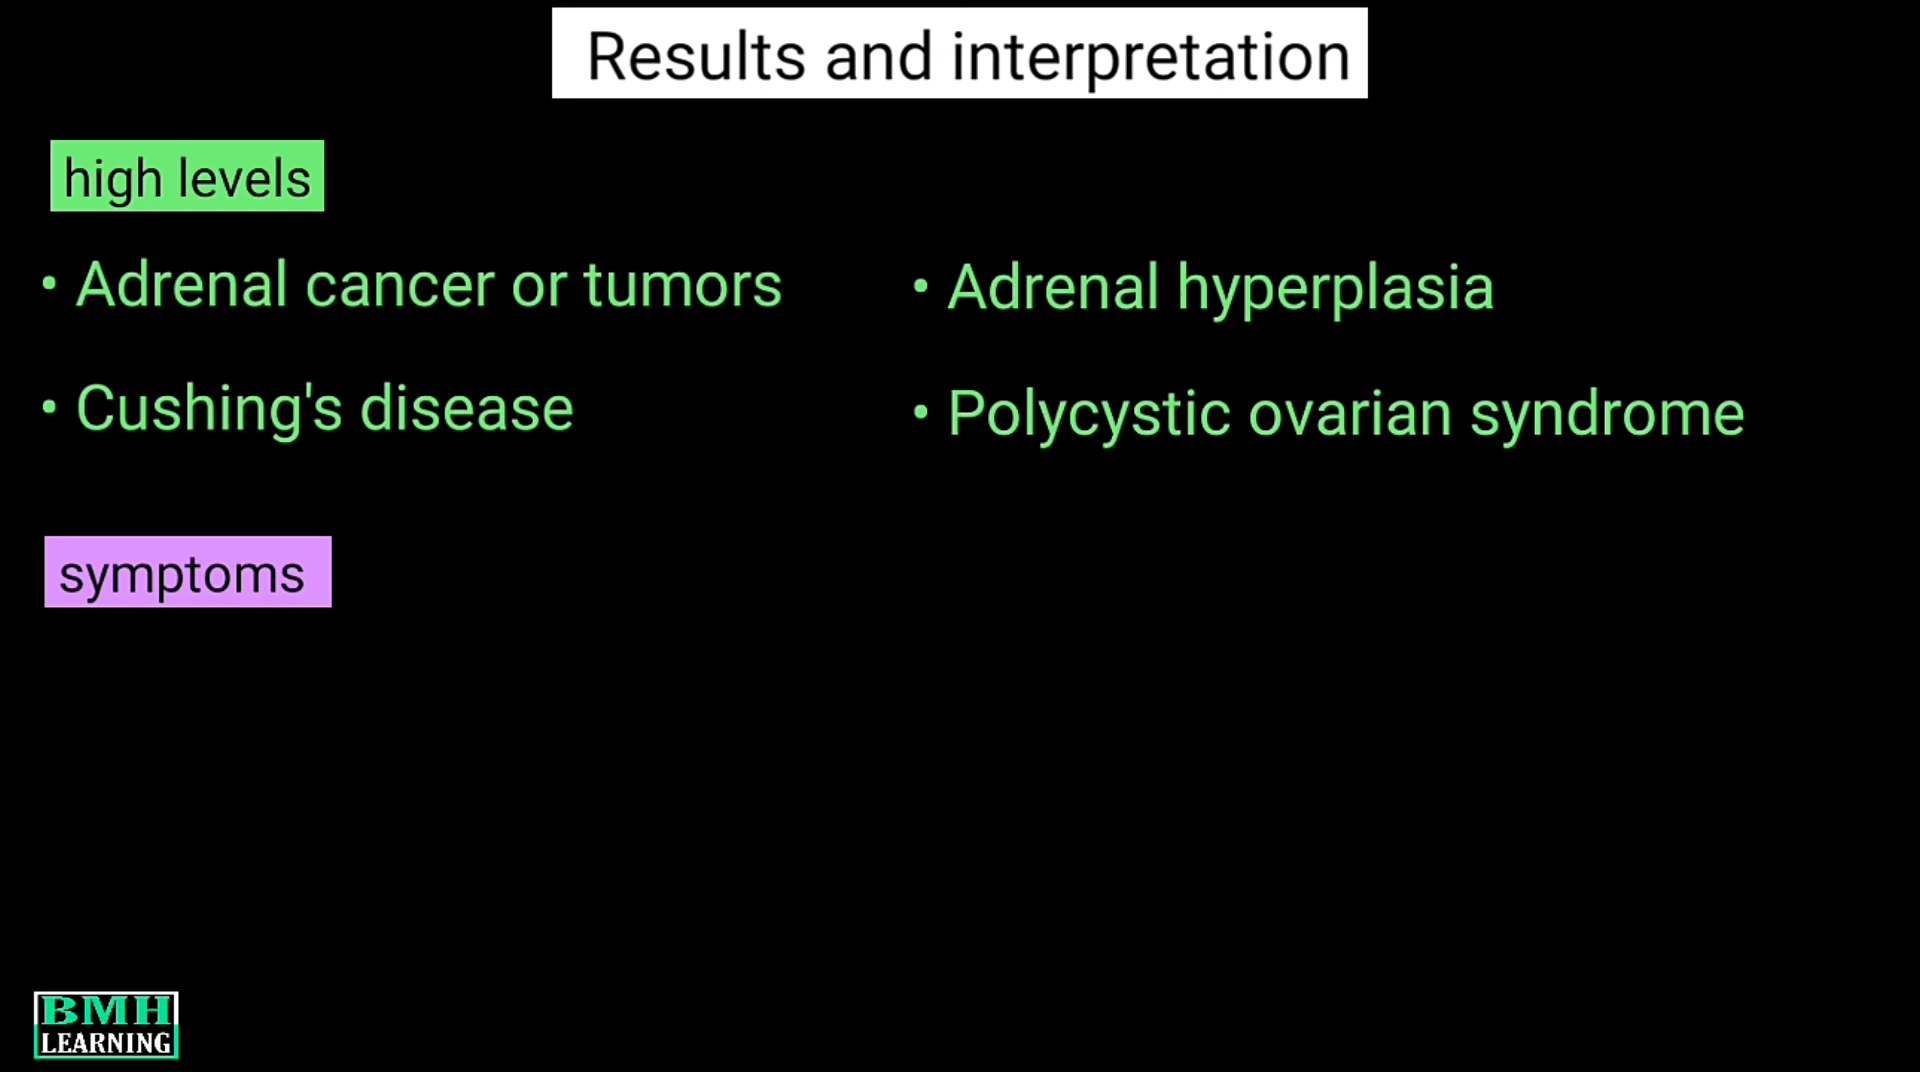 Results and interpretation
high levels
• Adrenal cancer or tumors
• Adrenal hyperplasia
• Cushing's disease
• Polycystic ovarian syndrome
symptoms
BMH
LEARNING